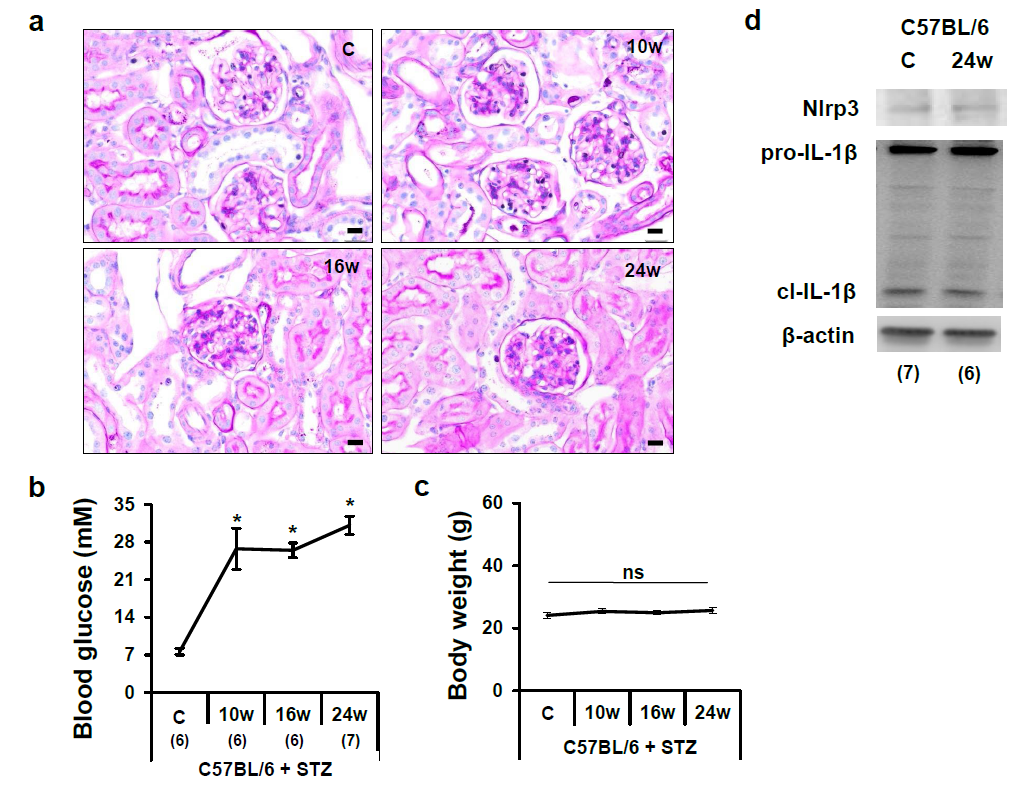 a
C
10w
16w
24w
b
Blood glucose (mM)
35
28
21
14
7
0
*
*
*
C
10w
16w
24w
(6)
(6)
(6)
(7)
C57BL/6 + STZ
c
Body weight (g)
60
40
20
0
ns
C
10w
16w
24w
C57BL/6 + STZ
d
C57BL/6
C 24w
Nlrp3
pro-IL-1β
cl-IL-1β
β-actin
(7) (6)